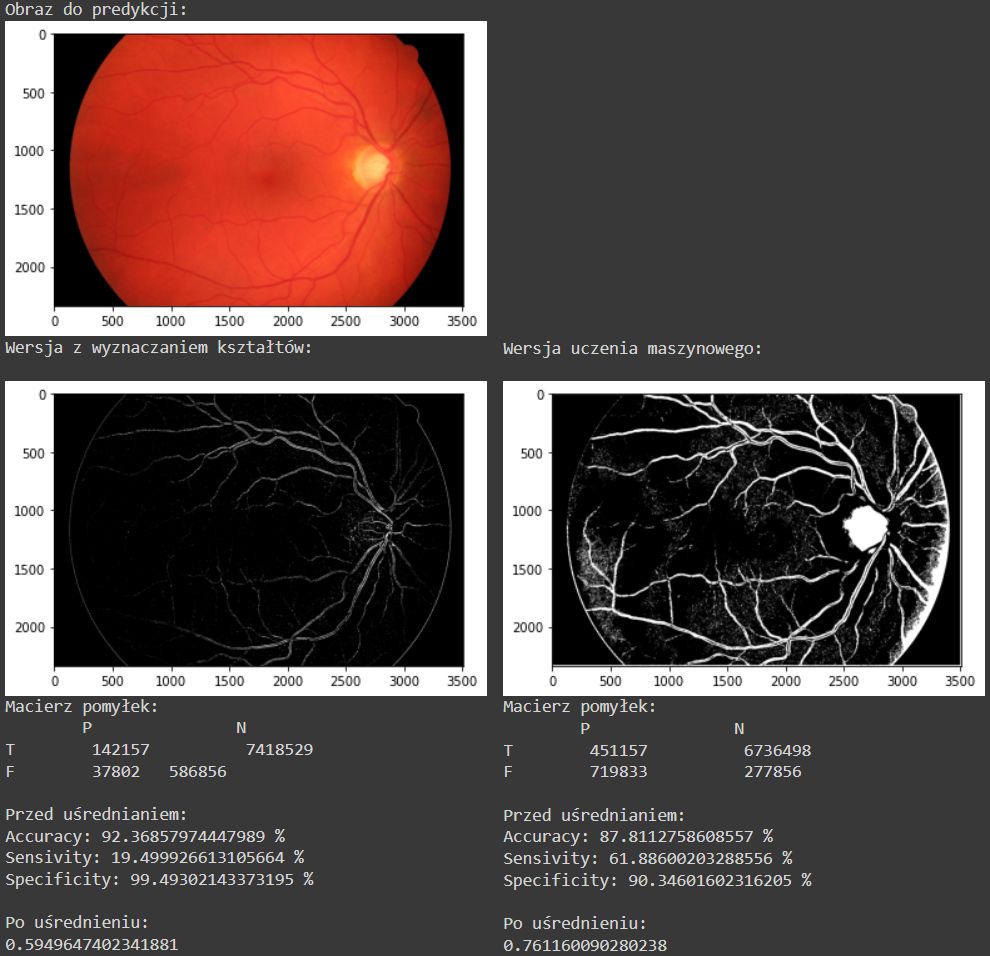 Obraz do predykcji:
0
500
1000
1500
2000
0 500 1000 1500 2000 2500 3000 3500
Wersja z wyznaczaniem kształtów:
0
500
1000
1500
2000
0 500 1000 1500 2000 2500 3000 3500
Macierz pomyłek:
P N
T 142157 7418529
F 37802 586856
Przed uśrednianiem:
Accuracy: 92.36857974447989 %
Sensivity: 19.499926613105664 %
Specificity: 99.49302143373195 %
Po uśrednieniu:
0.5949647402341881
Wersja uczenia maszynowego:
0
500
1000
1500
2000
0 500 1000 1500 2000 2500 3000 3500
Macierz pomyłek:
P N
T 451157 6736498
F 719833 277856
Przed uśrednianiem:
Accuracy: 87.8112758608557 %
Sensivity: 61.88600203288556 %
Specificity: 90.34601602316205 %
Po uśrednieniu:
0.761160090280238